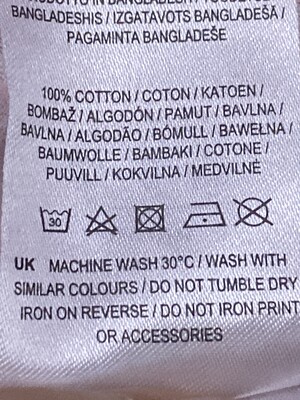 BANGLADESHIS / IZGATAVOTS BANGLADEŠĀ /
PAGAMINTA BANGLADEŠE
100% COTTON / COTON / KATOEN /
BOMBAŽ / ALGODÓN / PAMUT / BAVLNA /
BAVLNA / ALGODÃO / BÓMULL / BAWEŁNA /
BAUMWOLLE / BAMBAKI / COTONE /
PUUVILL / KOKVILNA / MEDVILNĖ
30
UK MACHINE WASH 30°C / WASH WITH
SIMILAR COLOURS / DO NOT TUMBLE DRY
IRON ON REVERSE / DO NOT IRON PRINT
OR ACCESSORIES